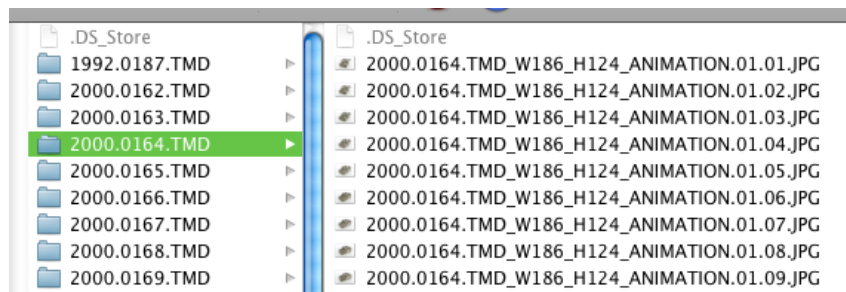 .DS_Store
1992.0187.TMD
2000.0162.TMD
2000.0163.TMD
2000.0164.TMD
2000.0165.TMD
2000.0166.TMD
2000.0167.TMD
2000.0168.TMD
2000.0169.TMD
.DS_Store
2000.0164.TMD_W186_H124_ANIMATION.01.01.JPG
2000.0164.TMD_W186_H124_ANIMATION.01.02.JPG
2000.0164.TMD_W186_H124_ANIMATION.01.03.JPG
2000.0164.TMD_W186_H124_ANIMATION.01.04.JPG
2000.0164.TMD_W186_H124_ANIMATION.01.05.JPG
2000.0164.TMD_W186_H124_ANIMATION.01.06.JPG
2000.0164.TMD_W186_H124_ANIMATION.01.07.JPG
2000.0164.TMD_W186_H124_ANIMATION.01.08.JPG
2000.0164.TMD_W186_H124_ANIMATION.01.09.JPG